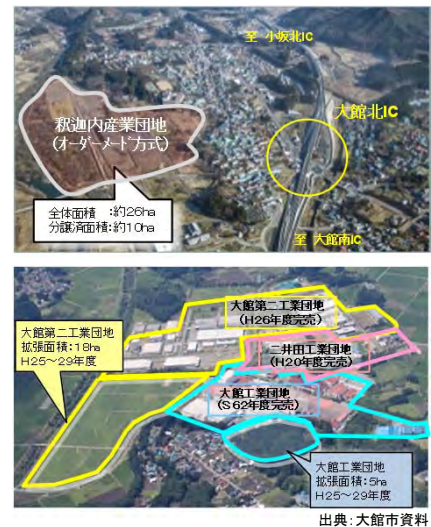 至 小坂北IC
大館北IC
釈迦内産業団地
(オーダーメード方式)
全体面積 :約26ha
分譲済面積:約10ha
至 大館南IC
大館第二工業団地
(H26年度完売)
大館第二工業団地
拡張面積:18ha
H25～29年度
二井田工業団地
(H20年度完売)
大館工業団地
(S62年度完売)
大館工業団地
拡張面積:5ha
H25～29年度
出典:大館市資料